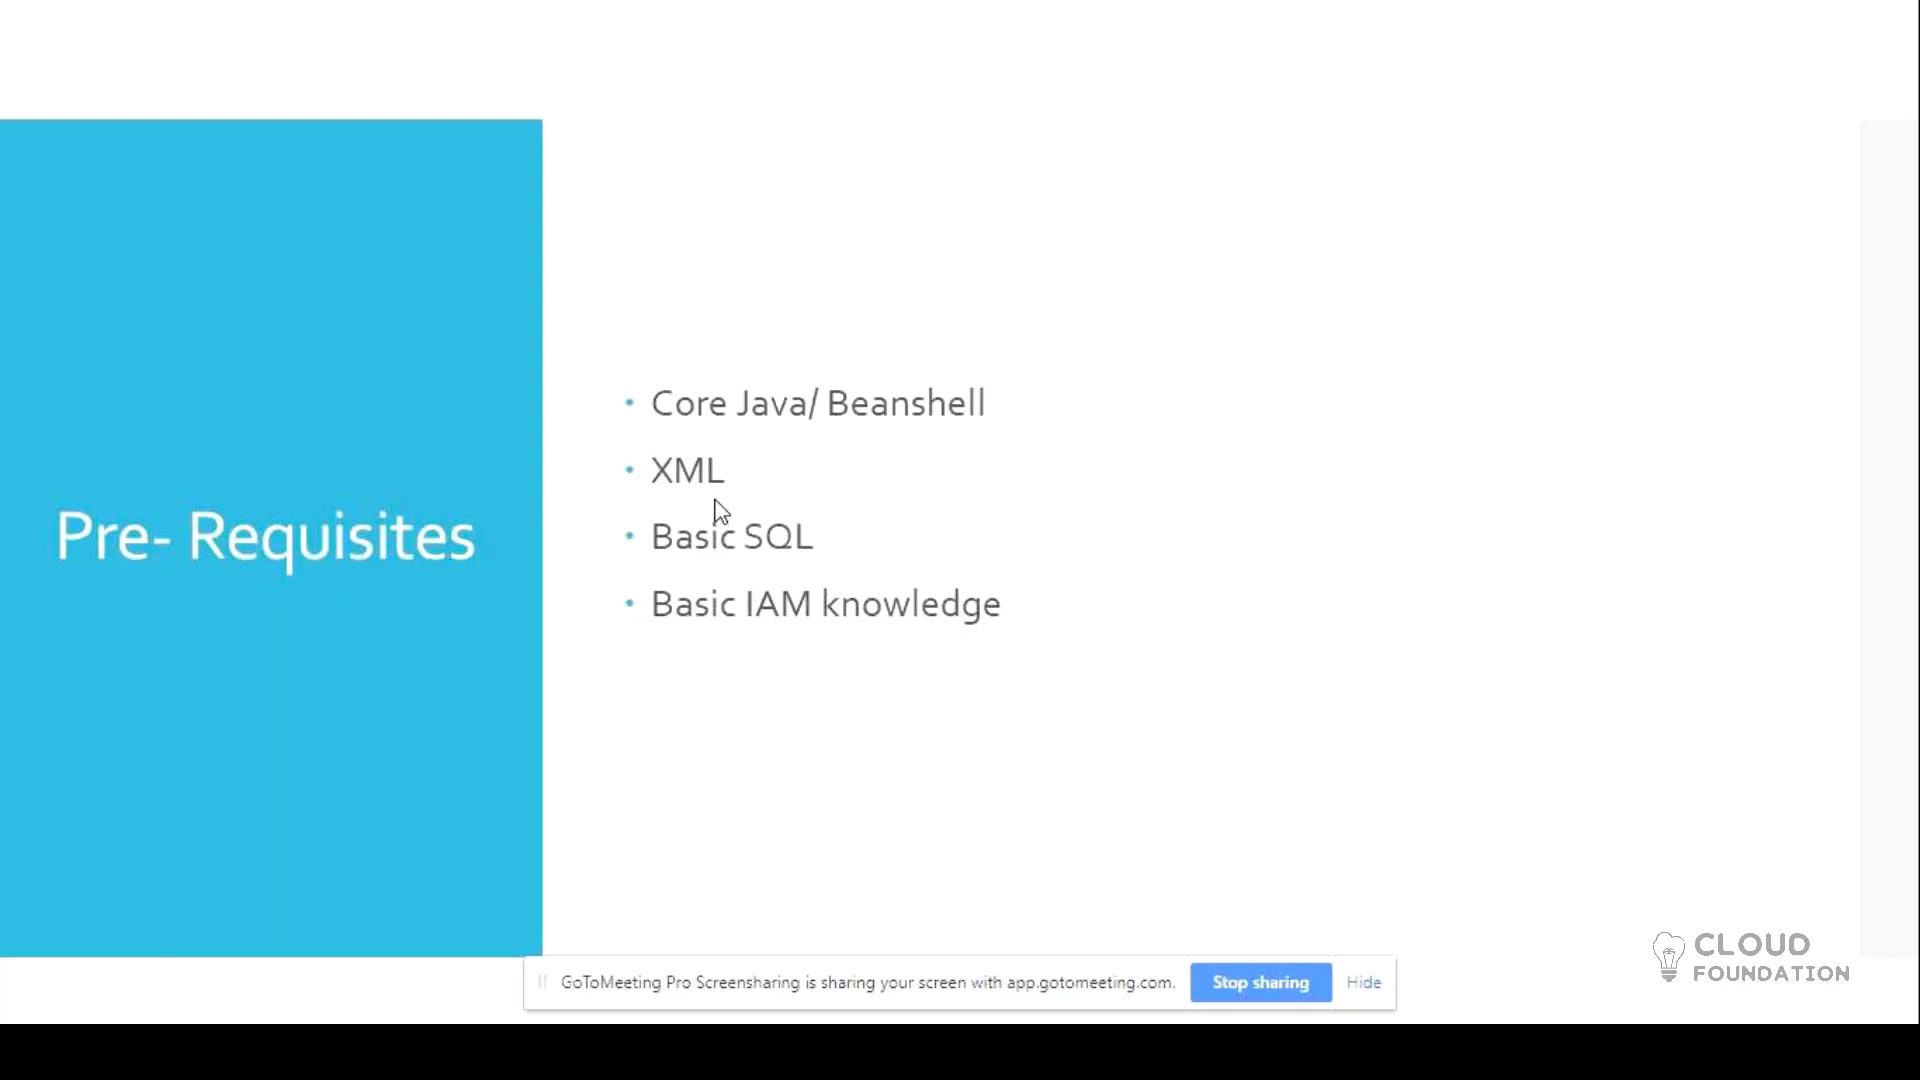 Pre- Requisites
Core Java/ Beanshell
XML
Basic SQL
Basic IAM knowledge
GoToMeeting Pro Screensharing is sharing your screen with app.gotomeeting.com.
Stop sharing
Hide
CLOUD
FOUNDATION